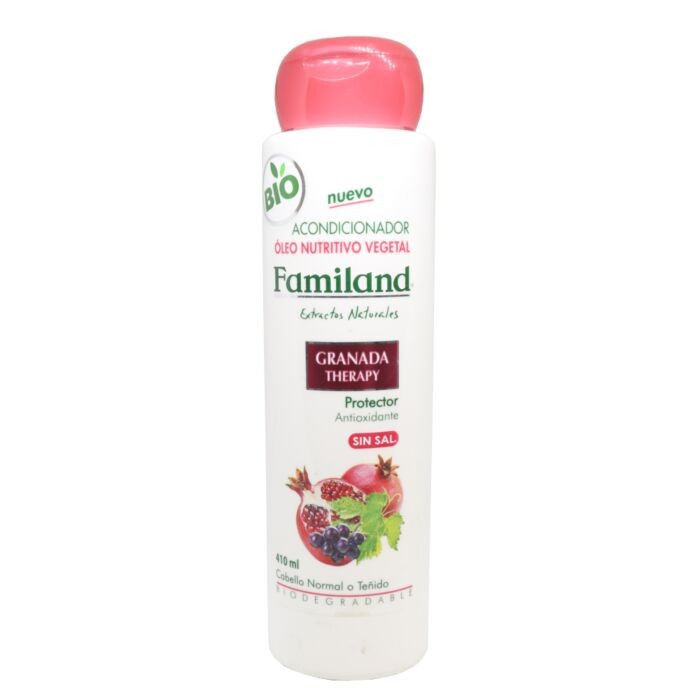 BIO
nuevo
ACONDICIONADOR
ÓLEO NUTRITIVO VEGETAL
Familand
Extractos Naturales
GRANADA
THERAPY
Protector
Antioxidante
SIN SAL
410 ml
Cabello Normal o Teñido
BIODEGRADABLE